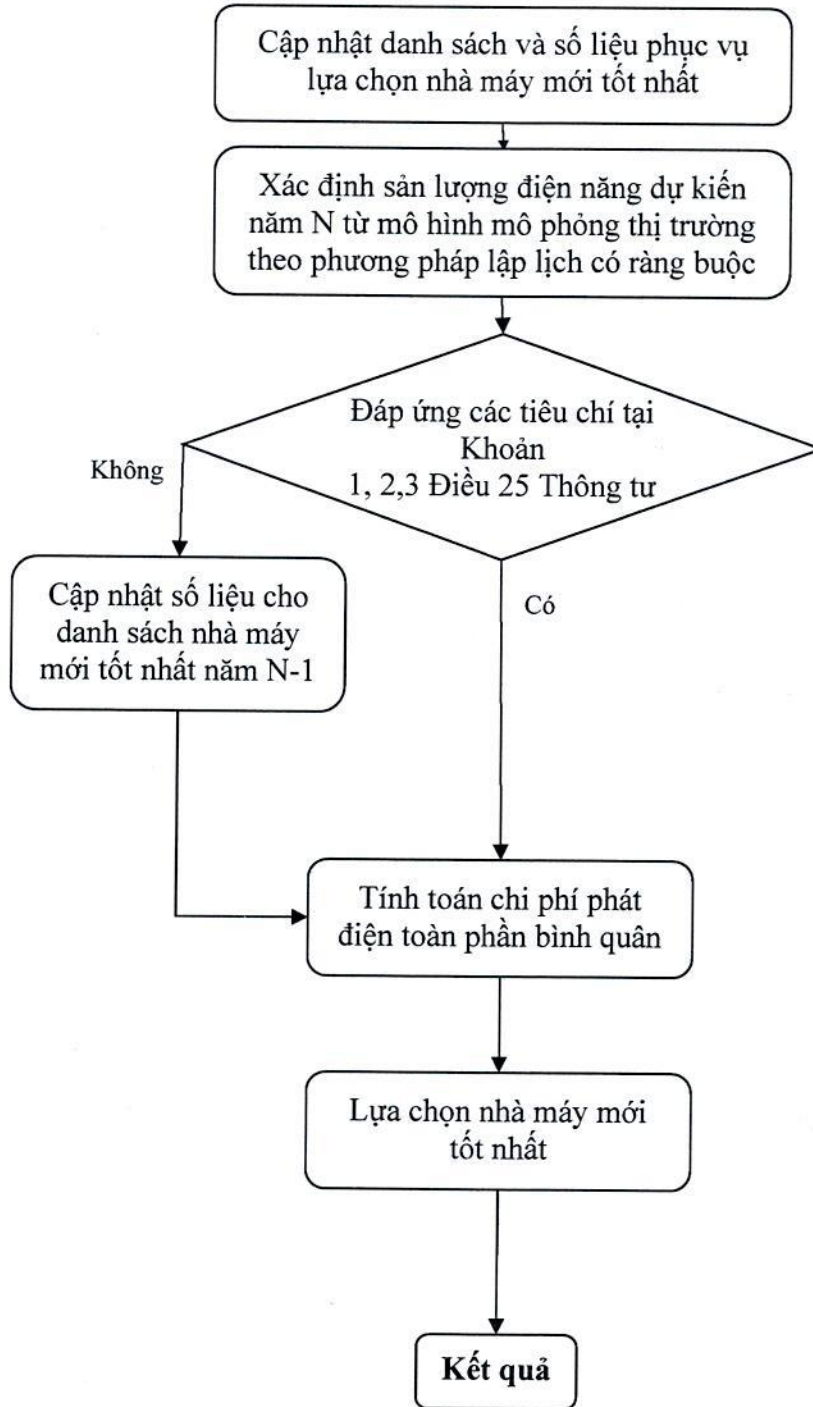 Cập nhật danh sách và số liệu phục vụ
lựa chọn nhà máy mới tốt nhất
Xác định sản lượng điện năng dự kiến
năm N từ mô hình mô phỏng thị trường
theo phương pháp lập lịch có ràng buộc
Đáp ứng các tiêu chí tại
Khoản
1, 2,3 Điều 25 Thông tư
Không
Cập nhật số liệu cho
danh sách nhà máy
mới tốt nhất năm N-1
Có
Tính toán chi phí phát
điện toàn phần bình quân
Lựa chọn nhà máy mới
tốt nhất
Kết quả